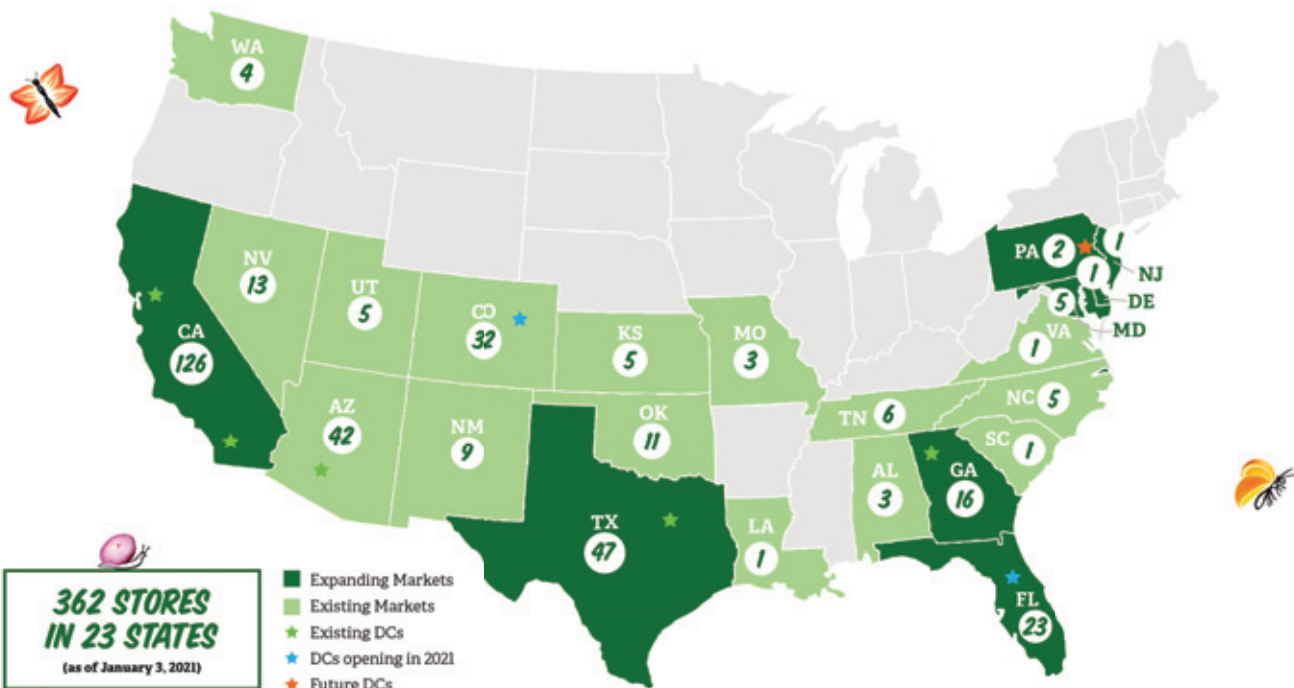 WA
4
NV
13
UT
5
CO
32
CA
126
AZ
42
NM
9
KS
5
OK
11
TX
47
MO
3
LA
1
TN 6
AL
3
GA
16
FL
23
SC
1
NC 5
VA
1
PA 2
1
1
5
NJ
DE
MD
362 STORES
IN 23 STATES
(as of January 3, 2021)
Expanding Markets
Existing Markets
Existing DCs
DCs opening in 2021
Future DCs